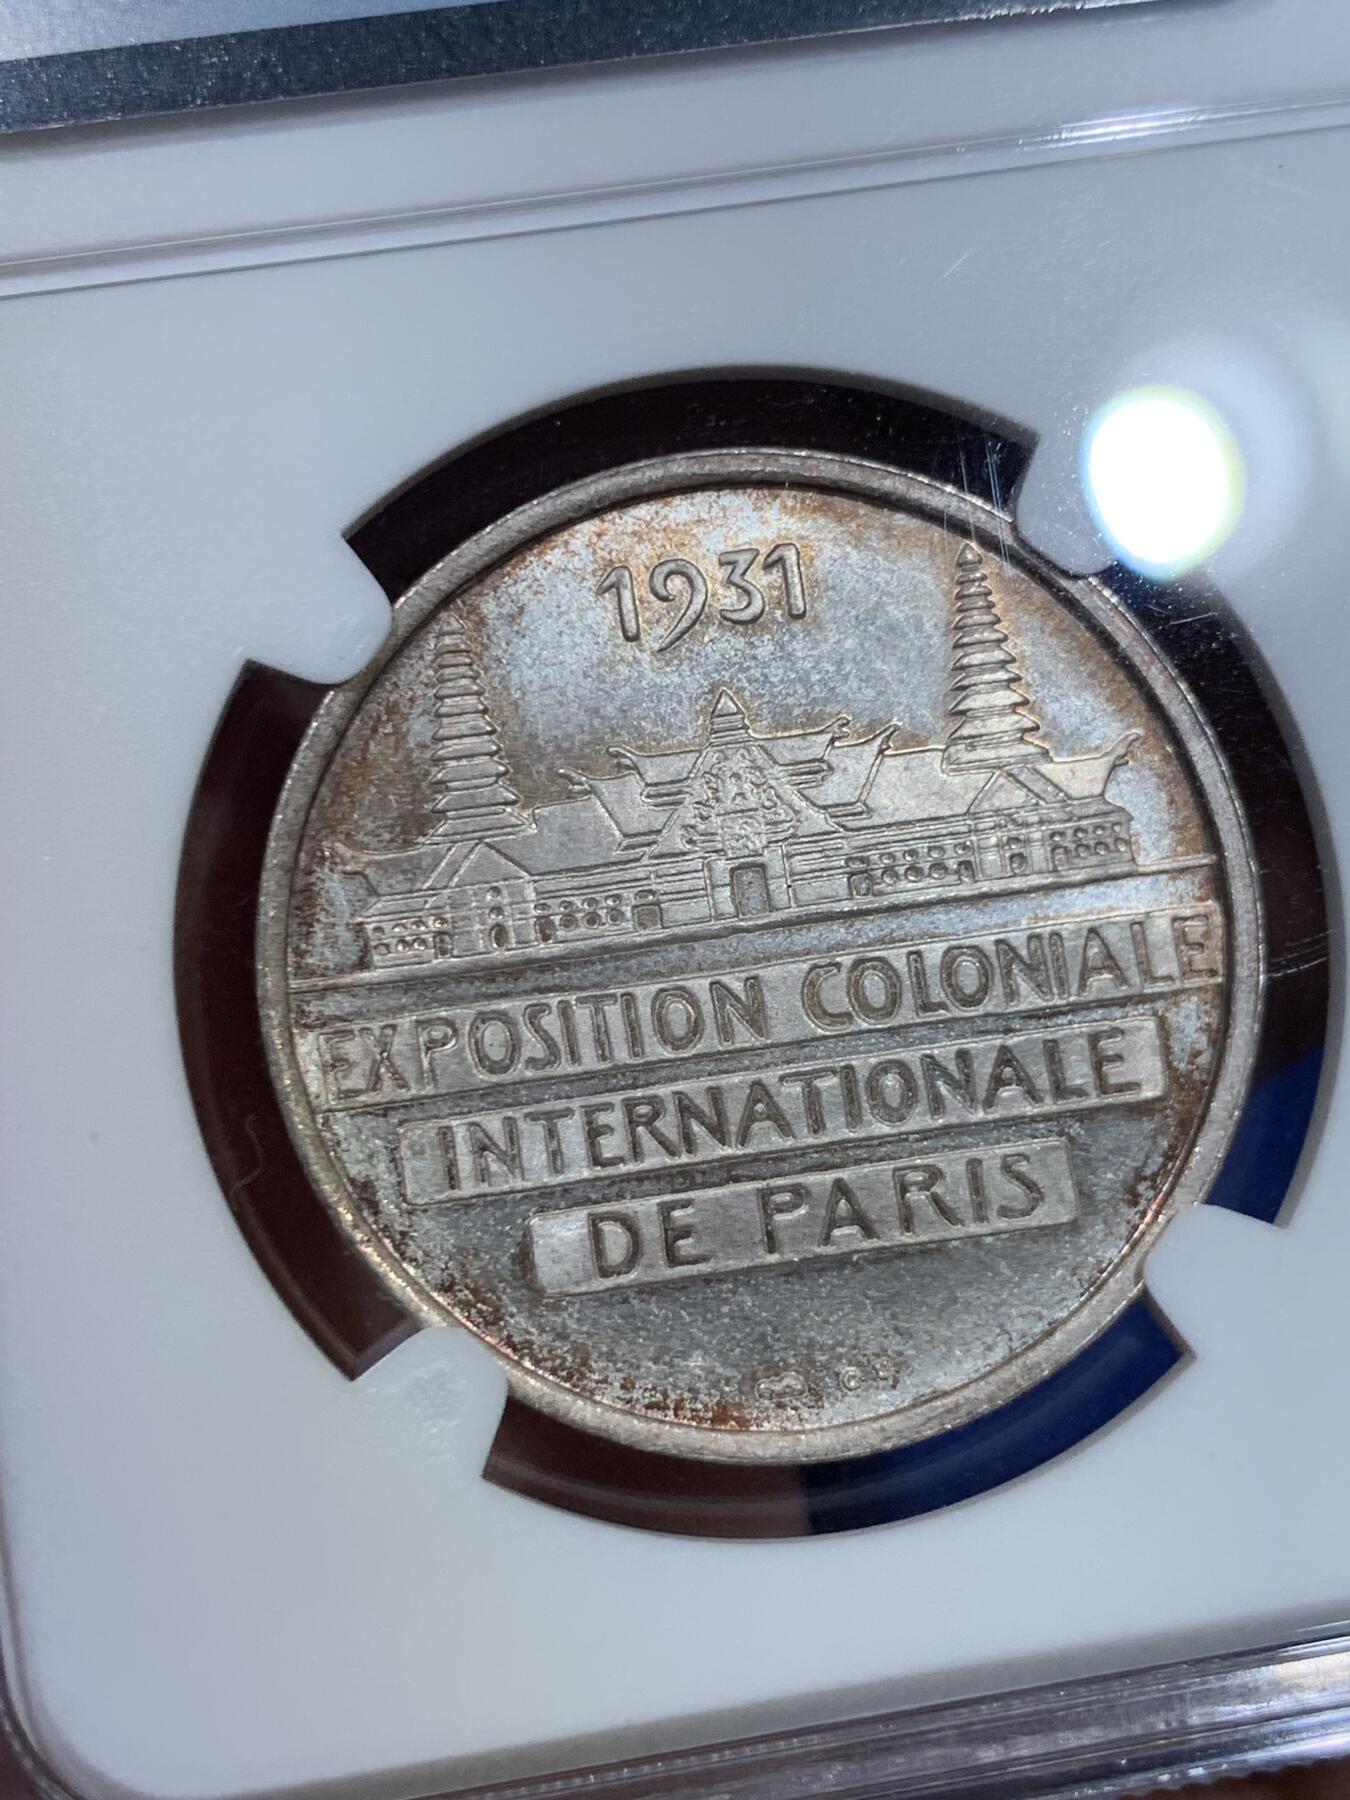 1931
EXPOSITION COLONIALE
INTERNATIONALE
DE PARIS